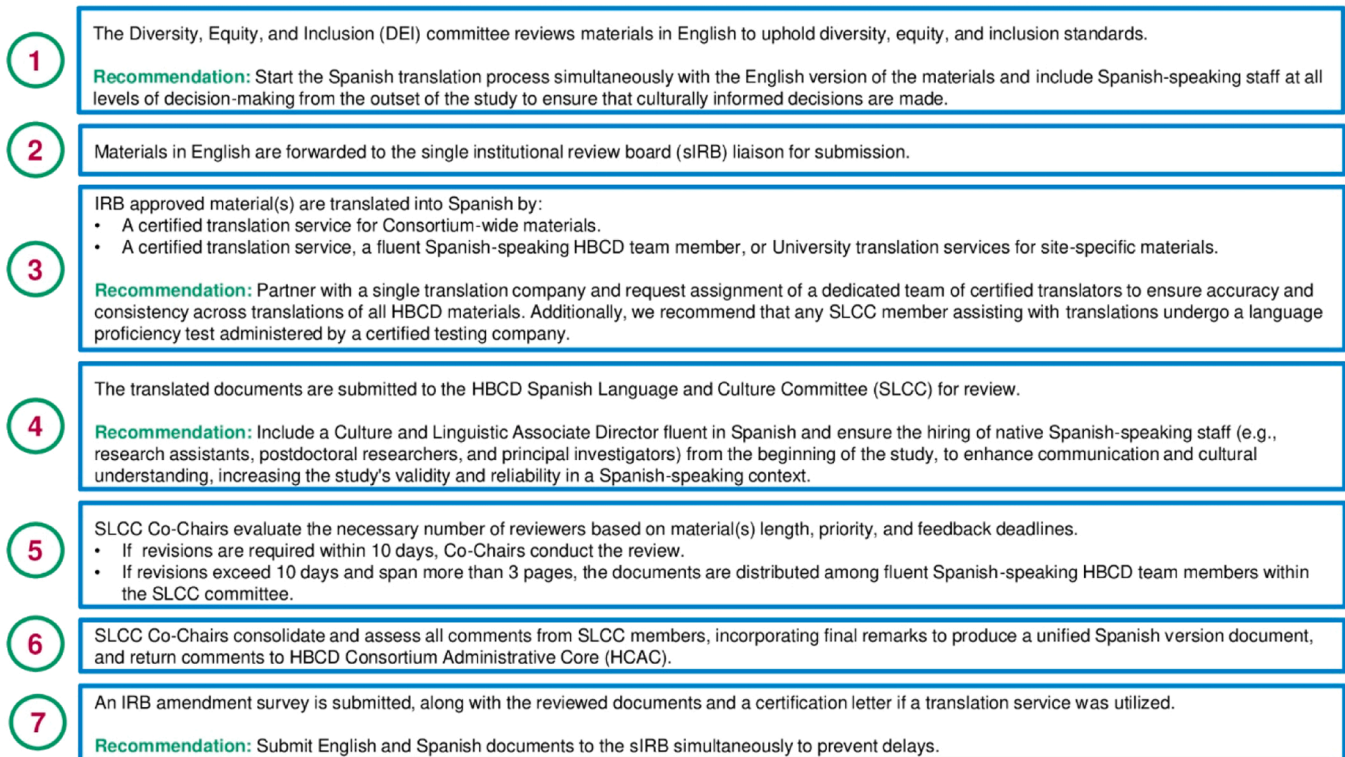 1
The Diversity, Equity, and Inclusion (DEI) committee reviews materials in English to uphold diversity, equity, and inclusion standards.
Recommendation: Start the Spanish translation process simultaneously with the English version of the materials and include Spanish-speaking staff at all
levels of decision-making from the outset of the study to ensure that culturally informed decisions are made.
2
Materials in English are forwarded to the single institutional review board (sIRB) liaison for submission.
3
IRB approved material(s) are translated into Spanish by:
• A certified translation service for Consortium-wide materials.
• A certified translation service, a fluent Spanish-speaking HBCD team member, or University translation services for site-specific materials.
Recommendation: Partner with a single translation company and request assignment of a dedicated team of certified translators to ensure accuracy and
consistency across translations of all HBCD materials. Additionally, we recommend that any SLCC member assisting with translations undergo a language
proficiency test administered by a certified testing company.
4
The translated documents are submitted to the HBCD Spanish Language and Culture Committee (SLCC) for review.
Recommendation: Include a Culture and Linguistic Associate Director fluent in Spanish and ensure the hiring of native Spanish-speaking staff (e.g.,
research assistants, postdoctoral researchers, and principal investigators) from the beginning of the study, to enhance communication and cultural
understanding, increasing the study's validity and reliability in a Spanish-speaking context.
5
SLCC Co-Chairs evaluate the necessary number of reviewers based on material(s) length, priority, and feedback deadlines.
• If revisions are required within 10 days, Co-Chairs conduct the review.
• If revisions exceed 10 days and span more than 3 pages, the documents are distributed among fluent Spanish-speaking HBCD team members within
the SLCC committee.
6
SLCC Co-Chairs consolidate and assess all comments from SLCC members, incorporating final remarks to produce a unified Spanish version document,
and return comments to HBCD Consortium Administrative Core (HCAC).
7
An IRB amendment survey is submitted, along with the reviewed documents and a certification letter if a translation service was utilized.
Recommendation: Submit English and Spanish documents to the sIRB simultaneously to prevent delays.